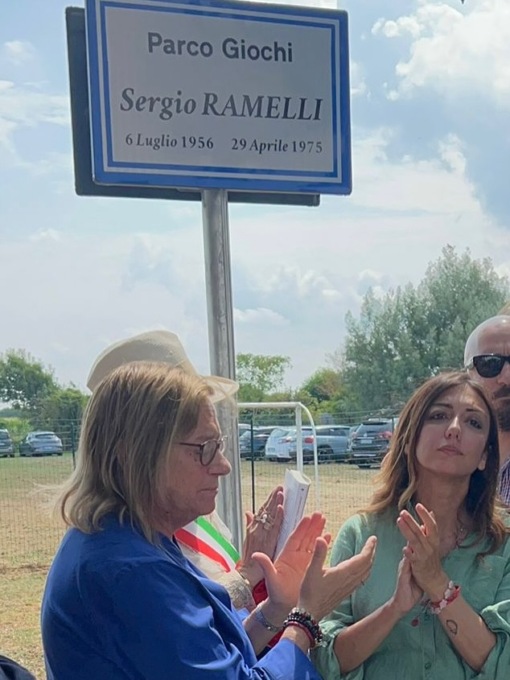 Parco Giochi
Sergio RAMELLI
6 Luglio 1956 29 Aprile 1975